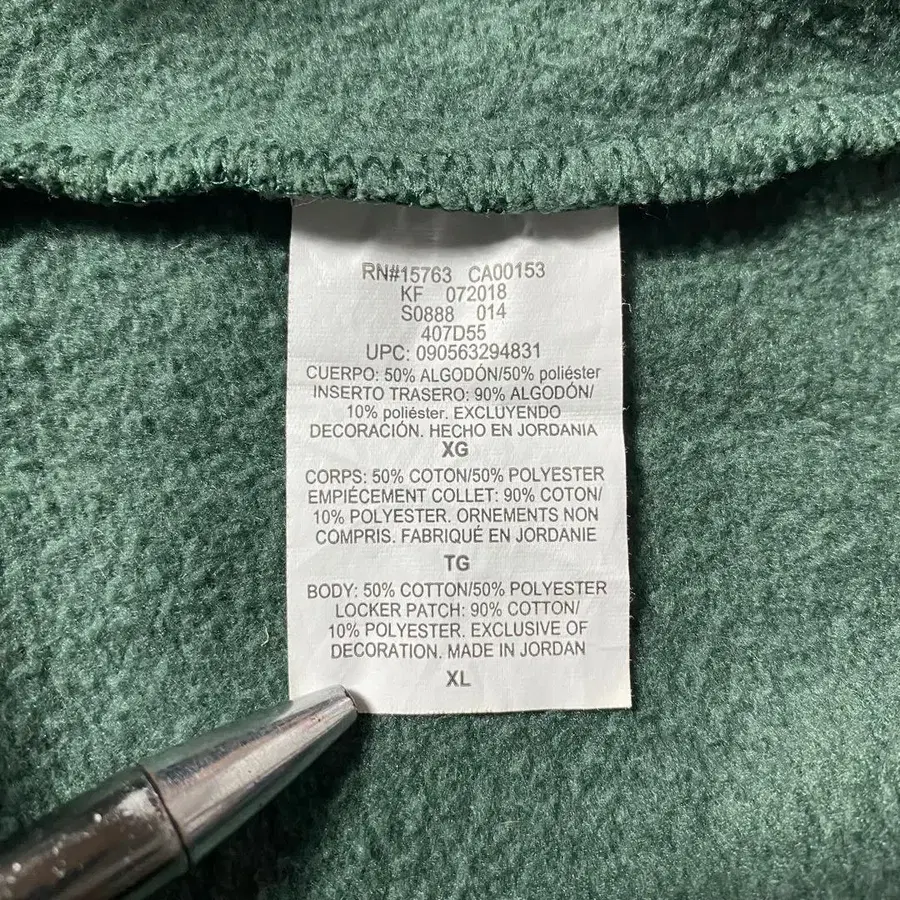 RN#15763 CA00153
KF 072018
S0888 014
407D55
UPC: 090563294831
CUERPO: 50% ALGODÓN/50% poliéster
INSERTO TRASERO: 90% ALGODÓN/
10% poliéster. EXCLUYENDO
DECORACIÓN. HECHO EN JORDANIA
XG
CORPS: 50% COTON/50% POLYESTER
EMPIÉCEMENT COLLET: 90% COTON/
10% POLYESTER. ORNEMENTS NON
COMPRIS. FABRIQUÉ EN JORDANIE
TG
BODY: 50% COTTON/50% POLYESTER
LOCKER PATCH: 90% COTTON/
10% POLYESTER. EXCLUSIVE OF
DECORATION. MADE IN JORDAN
XL